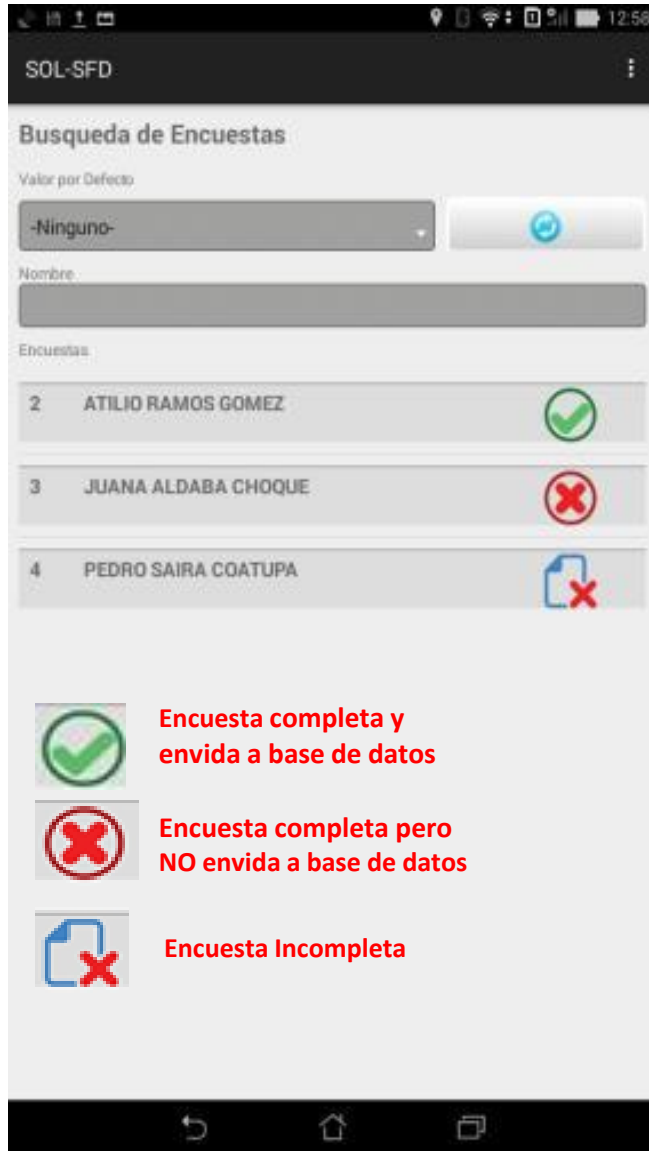 12:58
SOL-SFD
Busqueda de Encuestas
Valor por Defecto
-Ninguno-
Nombre
Encuestas
2 ATILIO RAMOS GOMEZ
3 JUANA ALDABA CHOQUE
4 PEDRO SAIRA COATUPA
Encuesta completa y
envida a base de datos
Encuesta completa pero
NO envida a base de datos
Encuesta Incompleta